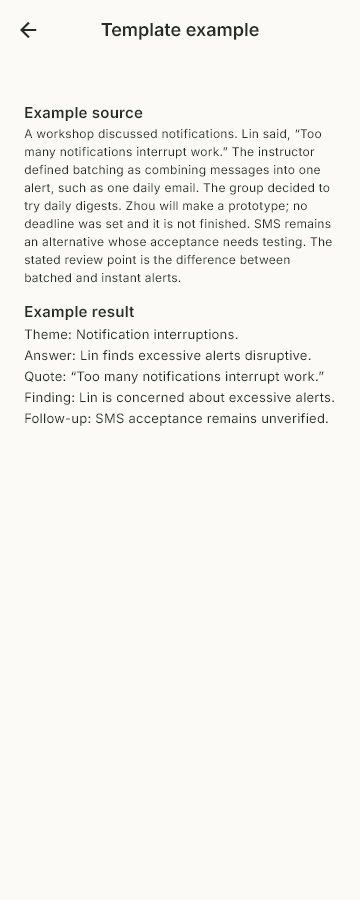 Template example
Example source
A workshop discussed notifications. Lin said, “Too
many notifications interrupt work.” The instructor
defined batching as combining messages into one
alert, such as one daily email. The group decided to
try daily digests. Zhou will make a prototype; no
deadline was set and it is not finished. SMS remains
an alternative whose acceptance needs testing. The
stated review point is the difference between
batched and instant alerts.
Example result
Theme: Notification interruptions.
Answer: Lin finds excessive alerts disruptive.
Quote: “Too many notifications interrupt work.”
Finding: Lin is concerned about excessive alerts.
Follow-up: SMS acceptance remains unverified.